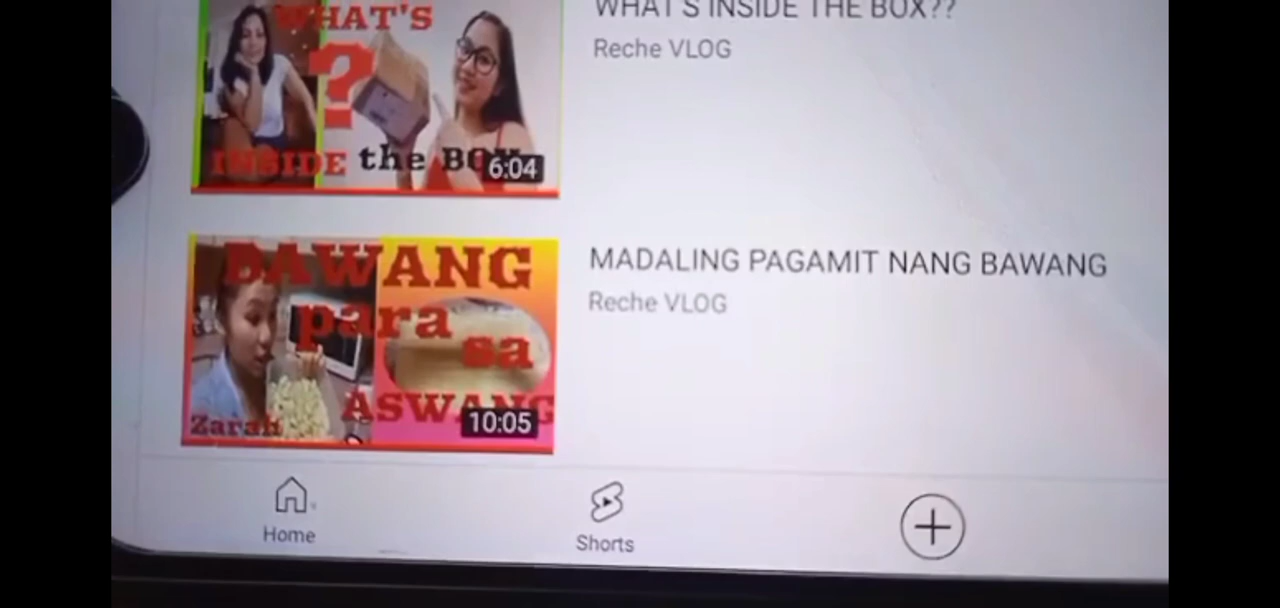 WHAT'S
?
INSIDE the BOX
6:04
WHAT'S INSIDE THE BOX??
Reche VLOG
BAWANG
para
sa
ASWANG
Zarah
10:05
MADALING PAGAMIT NANG BAWANG
Reche VLOG
Home
Shorts